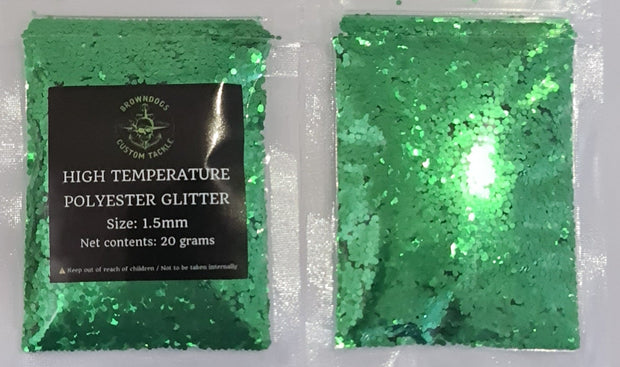 BROWNDOGS
CUSTOM TACKLE
HIGH TEMPERATURE
POLYESTER GLITTER
Size: 1.5mm
Net contents: 20 grams
Keep out of reach of children / Not to be taken internally